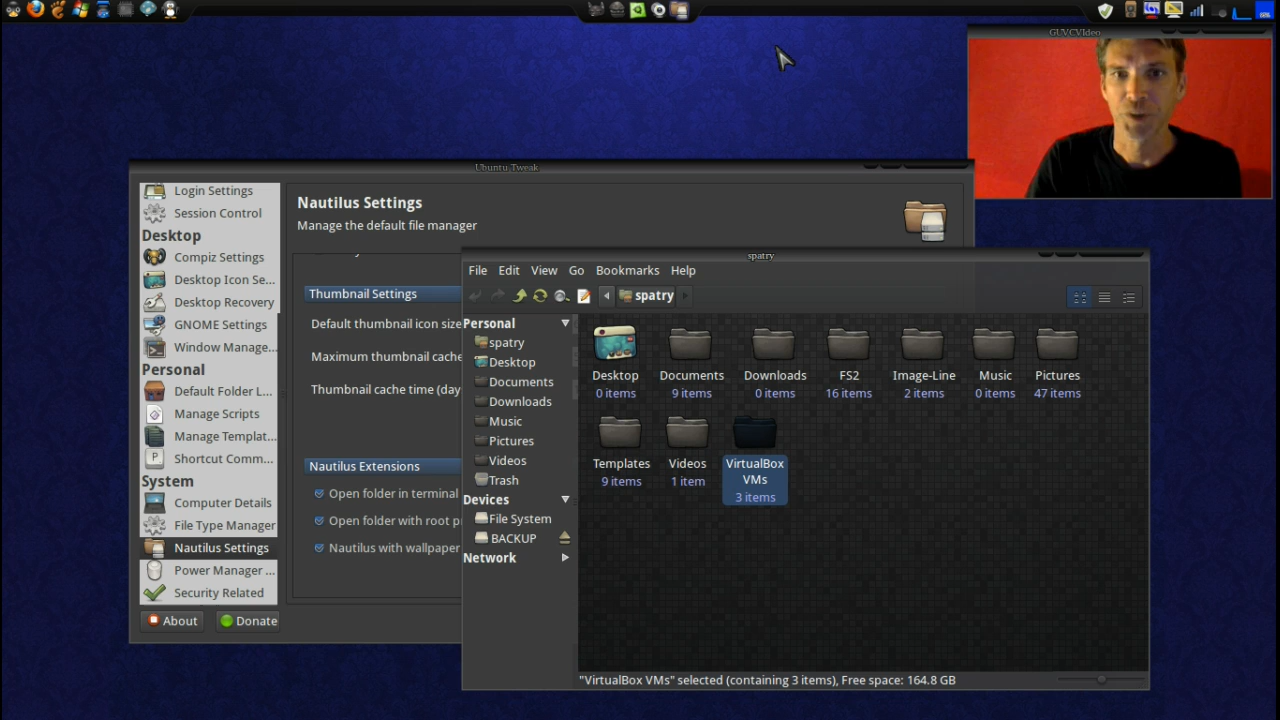 GUVCVIdeo
Ubuntu Tweak
Login Settings
Session Control
Desktop
Compiz Settings
Desktop Icon Se...
Desktop Recovery
GNOME Settings
Window Manage...
Personal
Default Folder L...
Manage Scripts
Manage Templat...
Shortcut Comm...
System
Computer Details
File Type Manager
Nautilus Settings
Power Manager ...
Security Related
About
Donate
Nautilus Settings
Manage the default file manager
Thumbnail Settings
Default thumbnail icon size
Maximum thumbnail cache
Thumbnail cache time (day
Nautilus Extensions
Open folder in terminal
Open folder with root p
Nautilus with wallpaper
spatry
File Edit View Go Bookmarks Help
spatry
Personal
spatry
Desktop
Documents
Downloads
Music
Pictures
Videos
Trash
Devices
File System
BACKUP
Network
Desktop Documents Downloads FS2 Image-Line Music Pictures
0 items 9 items 0 items 16 items 2 items 0 items 47 items
Templates Videos VirtualBox
VMs
9 items 1 item 3 items
"VirtualBox VMs" selected (containing 3 items), Free space: 164.8 GB